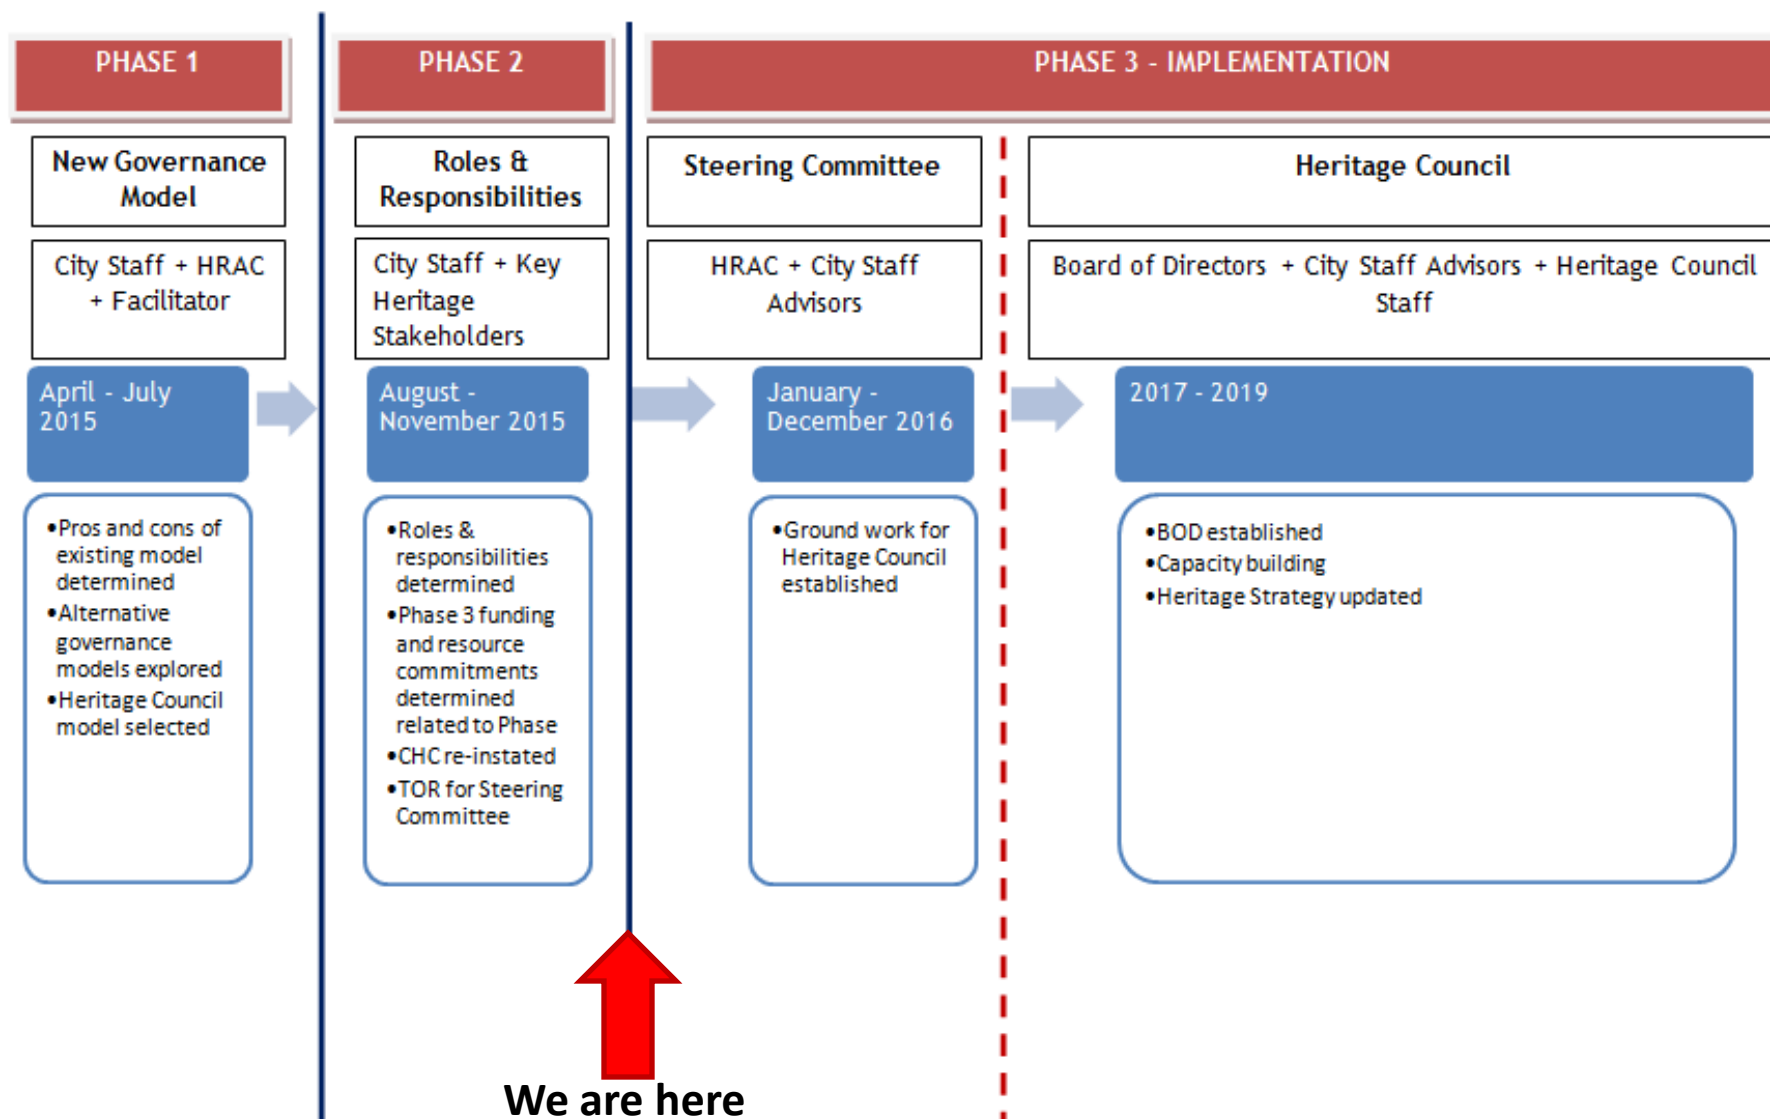 PHASE 1
PHASE 2
PHASE 3 - IMPLEMENTATION
New Governance
Model
Roles &
Responsibilities
Steering Committee
Heritage Council
City Staff + HRAC
+ Facilitator
City Staff + Key
Heritage
Stakeholders
HRAC + City Staff
Advisors
Board of Directors + City Staff Advisors + Heritage Council
Staff
April - July
2015
August -
November 2015
January -
December 2016
2017 - 2019
•Pros and cons of
existing model
determined
•Alternative
governance
models explored
•Heritage Council
model selected
•Roles &
responsibilities
determined
•Phase 3 funding
and resource
commitments
determined
related to Phase
•CHC re-instated
•TOR for Steering
Committee
•Ground work for
Heritage Council
established
•BOD established
•Capacity building
•Heritage Strategy updated
We are here